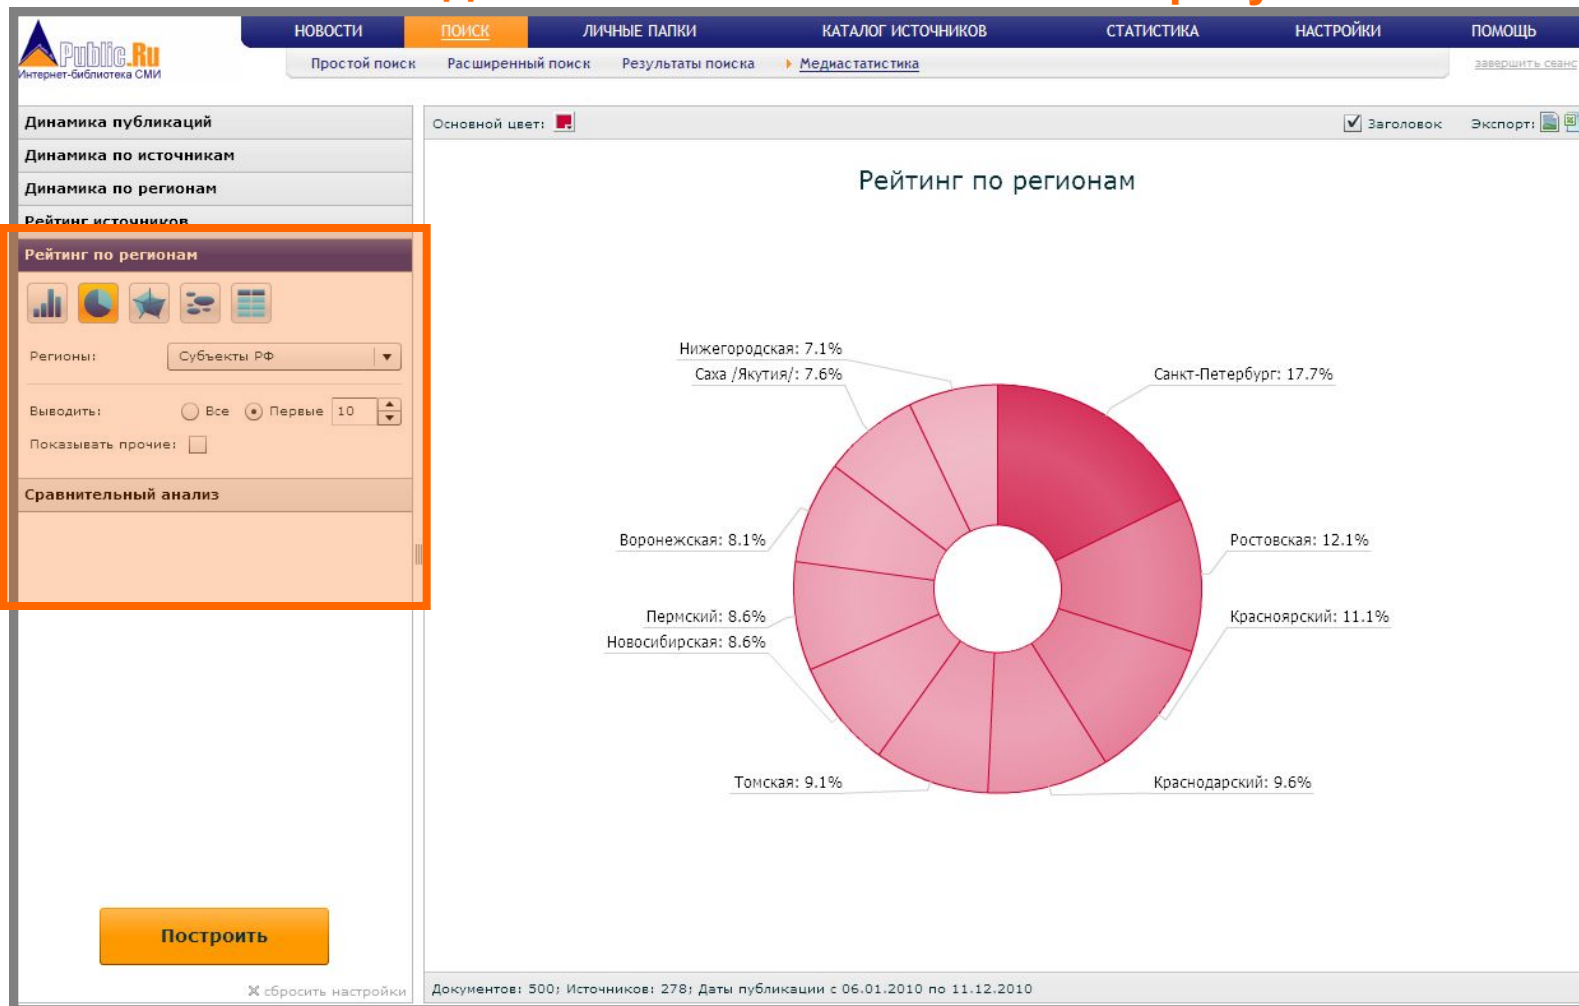 НОВОСТИ ПОИСК ЛИЧНЫЕ ПАПКИ КАТАЛОГ ИСТОЧНИКОВ СТАТИСТИКА НАСТРОЙКИ ПОМОЩЬ
Public.Ru
Интернет-библиотека СМИ
Простой поиск Расширенный поиск Результаты поиска Медиастатистика завершить сеанс
Динамика публикаций
Динамика по источникам
Динамика по регионам
Рейтинг источников
Рейтинг по регионам
Регионы: Субъекты РФ
Выводить: Все Первые 10
Показывать прочие:
Сравнительный анализ
Построить
сбросить настройки
Основной цвет: Заголовок Экспорт:
Рейтинг по регионам
Нижегородская: 7.1%
Саха /Якутия/: 7.6%
Санкт-Петербург: 17.7%
Воронежская: 8.1%
Ростовская: 12.1%
Пермский: 8.6%
Красноярский: 11.1%
Новосибирская: 8.6%
Томская: 9.1%
Краснодарский: 9.6%
Документов: 500; Источников: 278; Даты публикации с 06.01.2010 по 11.12.2010